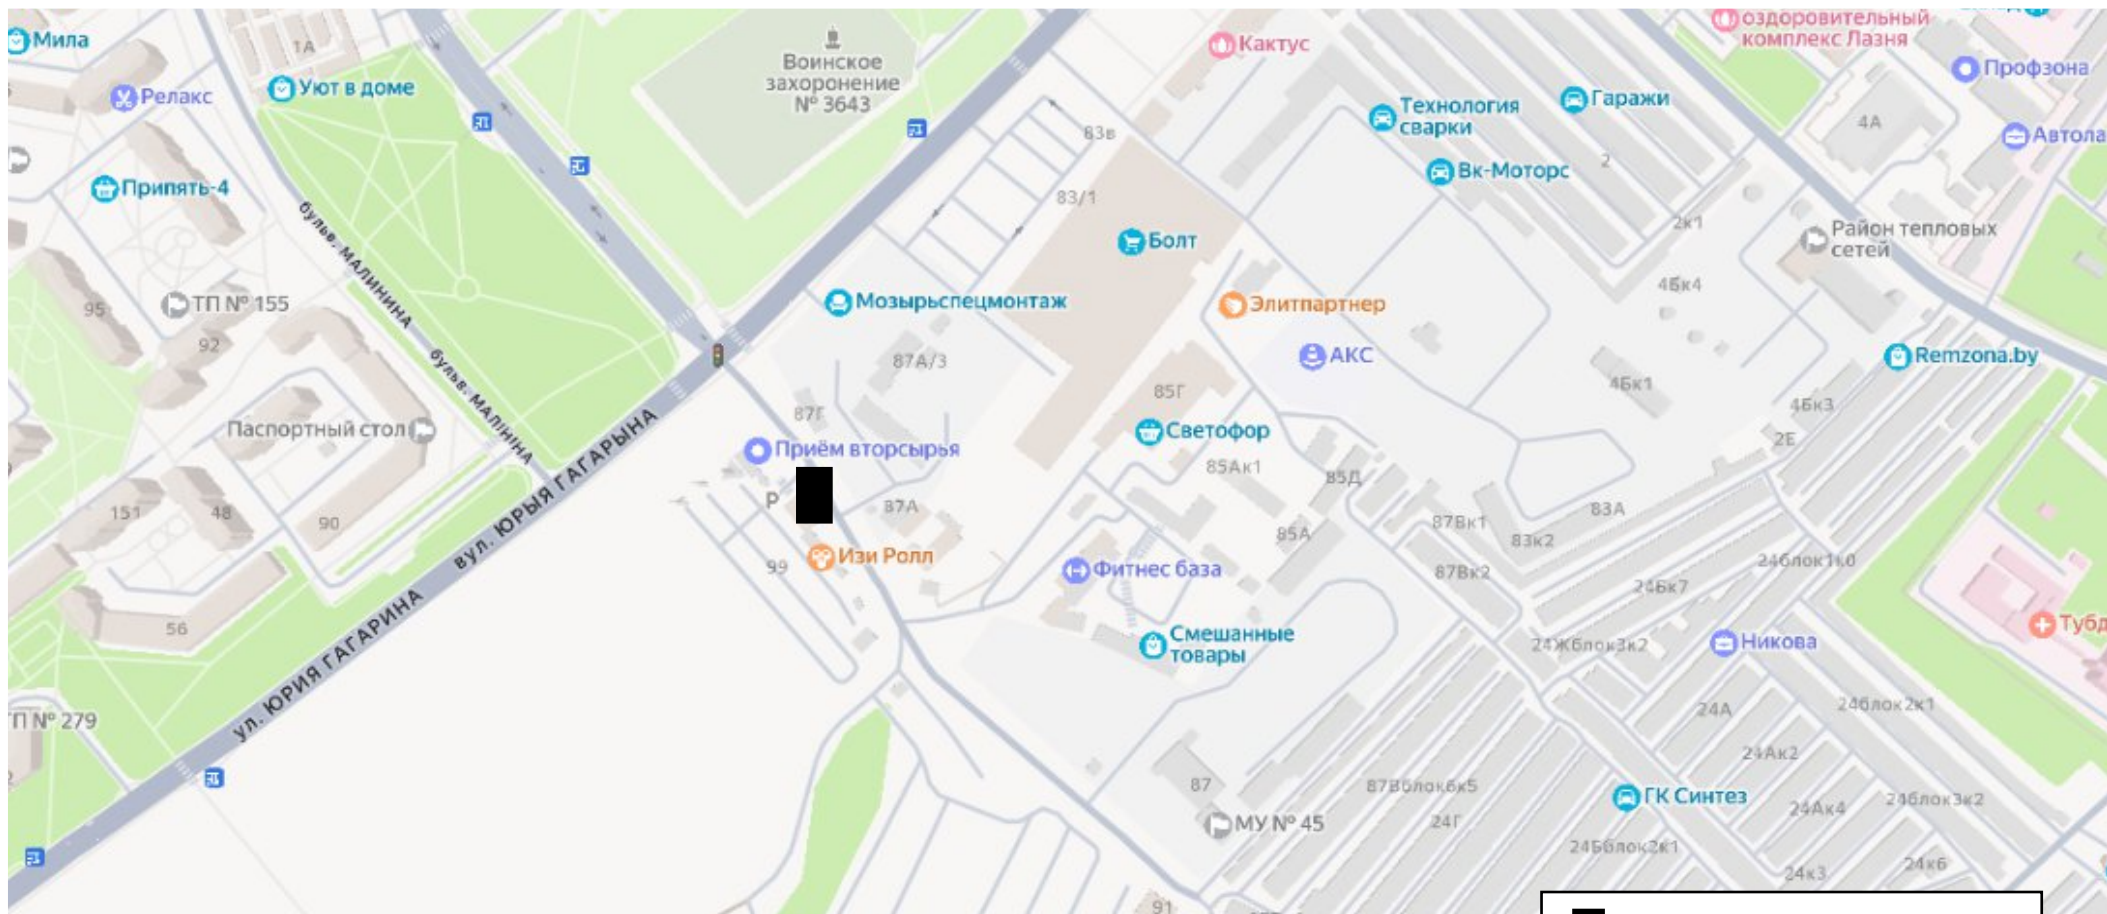 Мила
1А
Уют в доме
Релакс
Припять-4
Воинское
захоронение
№ 3643
Кактус
оздоровительный
комплекс Лазня
Профзона
Технология
сварки
Гаражи
4А
Автола
83в
2
Вк-Моторс
83/1
Болт
2к1
Район тепловых
сетей
бульв. МАЛИНИНА
95
ТП № 155
92
Мозырьспецмонтаж
Элитпартнер
4Бк4
87А/3
АКС
Remzona.by
85Г
4Бк1
4Бк3
бульв. МАЛІНІНА
Паспортный стол
87Г
Светофор
2Е
Приём вторсырья
85Ак1
85Д
P
87А
вул. ЮРЫЯ ГАГАРЫНА
151
48
90
83А
87Вк1
83к2
85А
Изи Ролл
99
Фитнес база
87Вк2
24блок1к0
24Бк7
56
Смешанные
товары
24Жблок3к2
Никова
Тубд
ул. ЮРИЯ ГАГАРИНА
ТП № 279
24А
24блок2к1
24Ак2
87
87Вблок6к5
ГК Синтез
24Ак4
24блок3к2
МУ № 45
24Г
24Бблок2к1
24к3
24к6
91